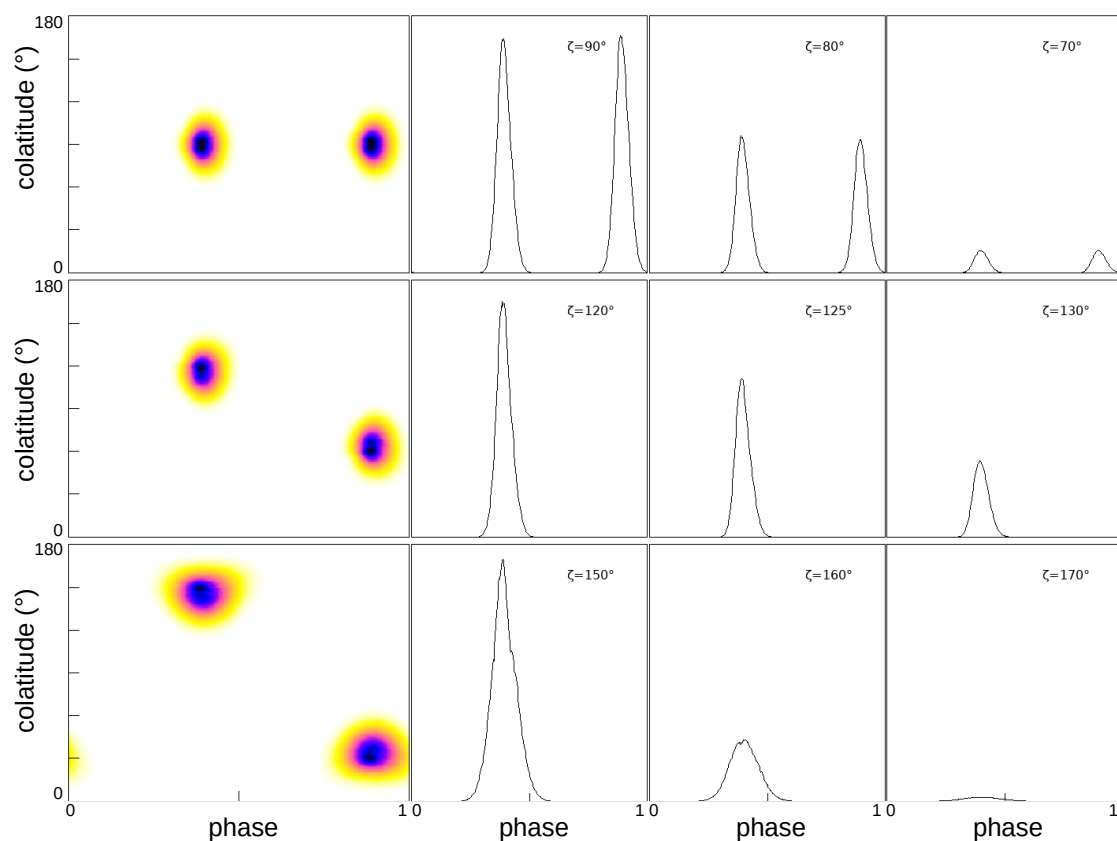 180
colatitude (°)
0
ζ=90°
ζ=80°
ζ=70°
180
colatitude (°)
0
ζ=120°
ζ=125°
ζ=130°
180
colatitude (°)
0
ζ=150°
ζ=160°
ζ=170°
0 1 0 1 0 1 0 1
phase phase phase phase